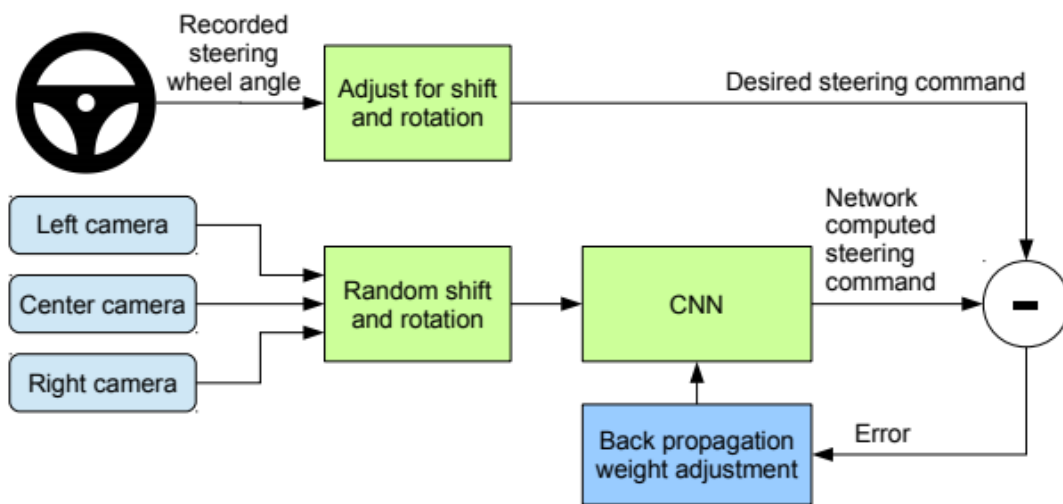 Recorded
steering
wheel angle
Adjust for shift
and rotation
Desired steering command
Left camera
Center camera
Right camera
Random shift
and rotation
CNN
Network
computed
steering
command
-
Back propagation
weight adjustment
Error